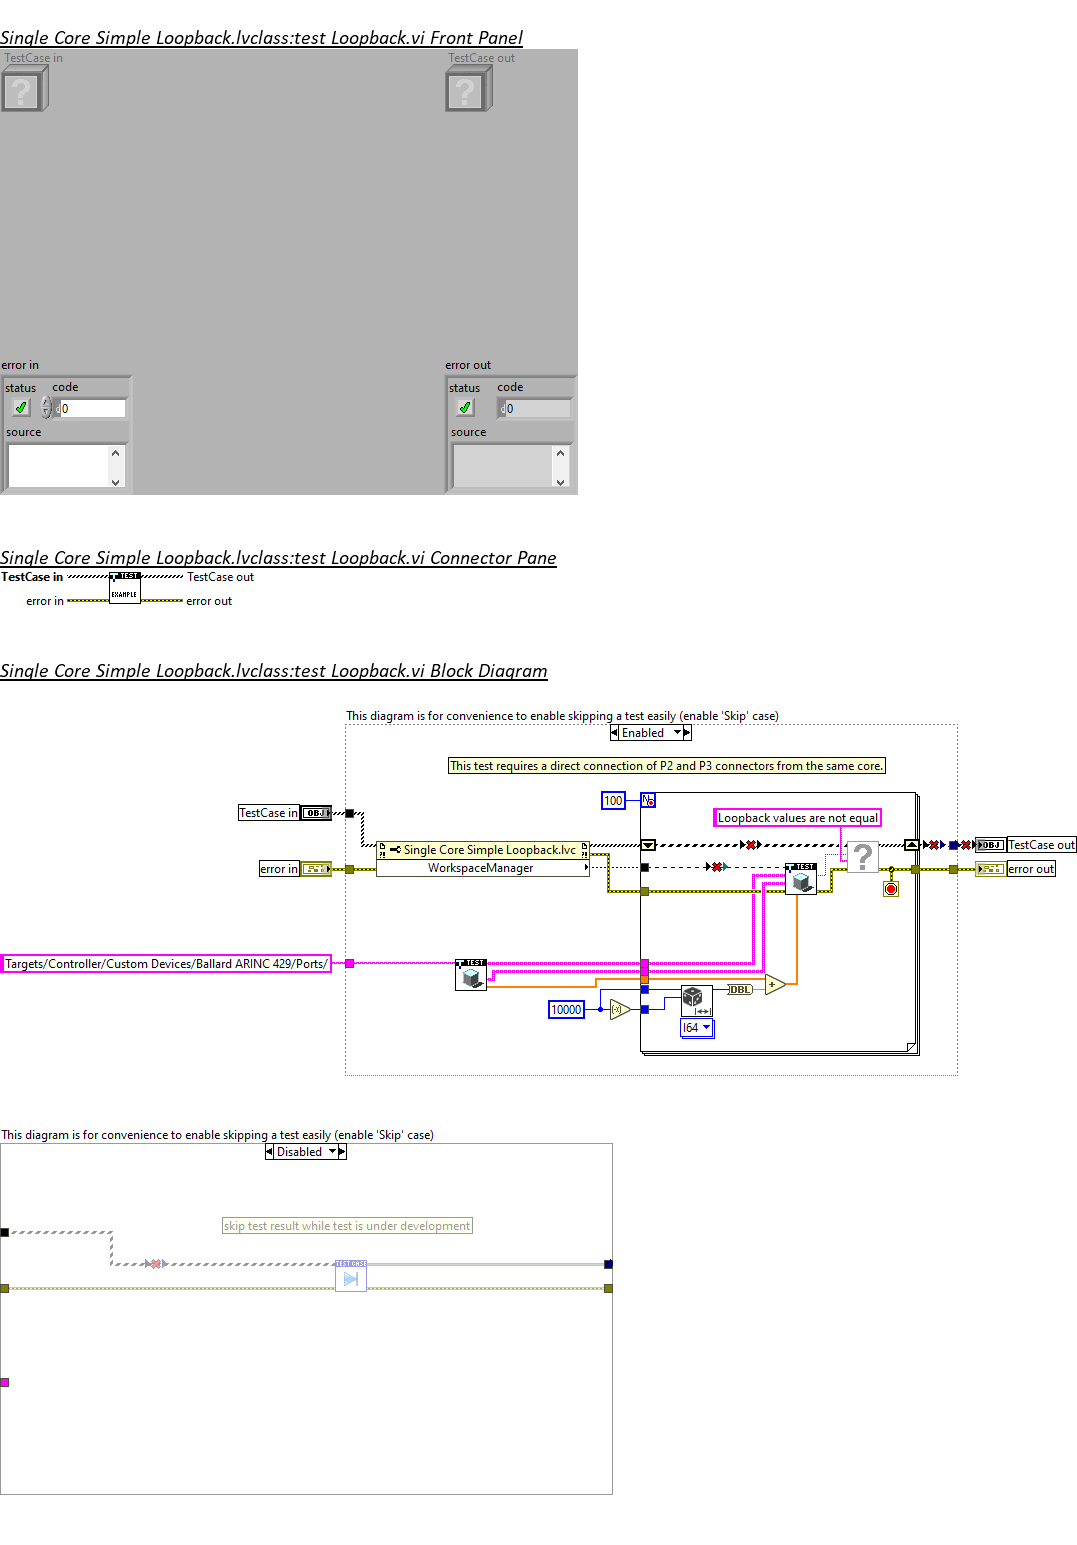 Single Core Simple Loopback.lvclass:test Loopback.vi Front Panel
TestCase in
TestCase out
error in
error out
status
code
status
code
0
0
source
source
Single Core Simple Loopback.lvclass:test Loopback.vi Connector Pane
TestCase in
TEST
TestCase out
error in
EXAMPLE
error out
Single Core Simple Loopback.lvclass:test Loopback.vi Block Diagram
This diagram is for convenience to enable skipping a test easily (enable 'Skip' case)
Enabled
This test requires a direct connection of P2 and P3 connectors from the same core.
100
N
TestCase in
OBJ
Loopback values are not equal
Single Core Simple Loopback.lvc
OBJ
TestCase out
error in
WorkspaceManager
TEST
error out
Targets/Controller/Custom Devices/Ballard ARINC 429/Ports/
TEST
DBL
10000
(-x)
I64
This diagram is for convenience to enable skipping a test easily (enable 'Skip' case)
Disabled
skip test result while test is under development
TEST CASE